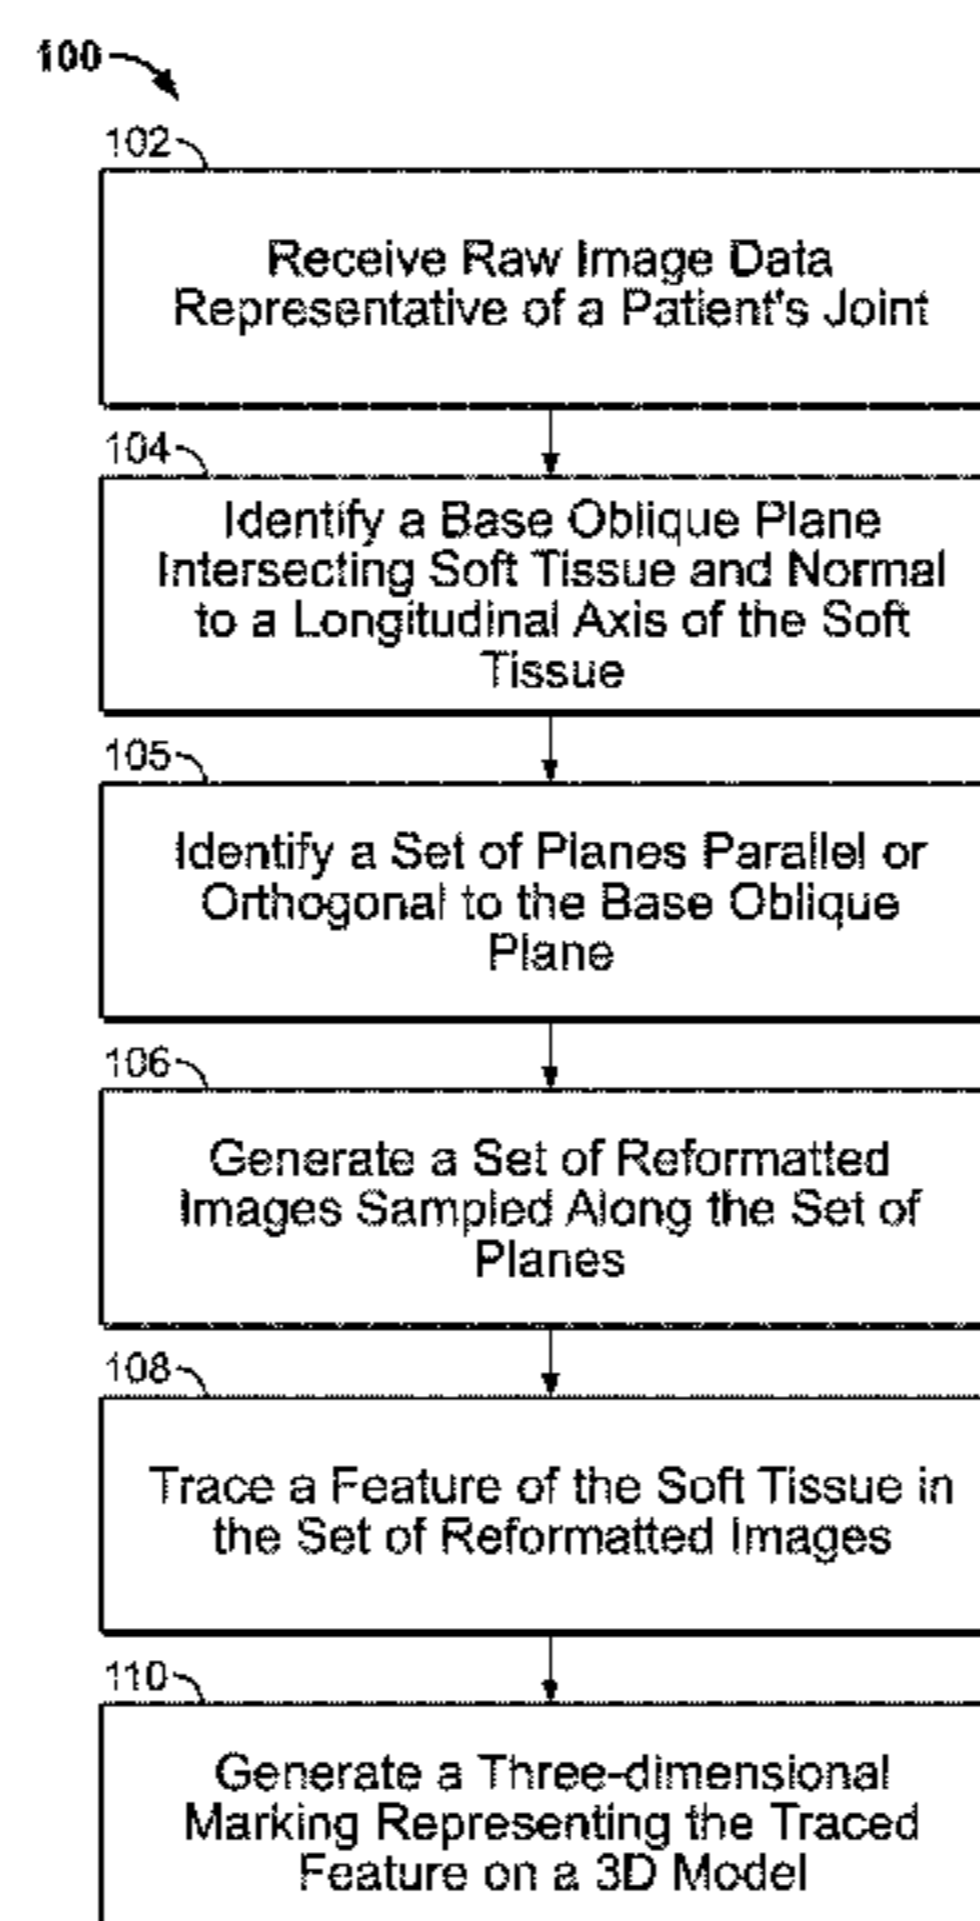 100
102
Receive Raw Image Data
Representative of a Patient's Joint
104
Identify a Base Oblique Plane
Intersecting Soft Tissue and Normal
to a Longitudinal Axis of the Soft
Tissue
105
Identify a Set of Planes Parallel or
Orthogonal to the Base Oblique
Plane
106
Generate a Set of Reformatted
Images Sampled Along the Set of
Planes
108
Trace a Feature of the Soft Tissue in
the Set of Reformatted Images
110
Generate a Three-dimensional
Marking Representing the Traced
Feature on a 3D Model